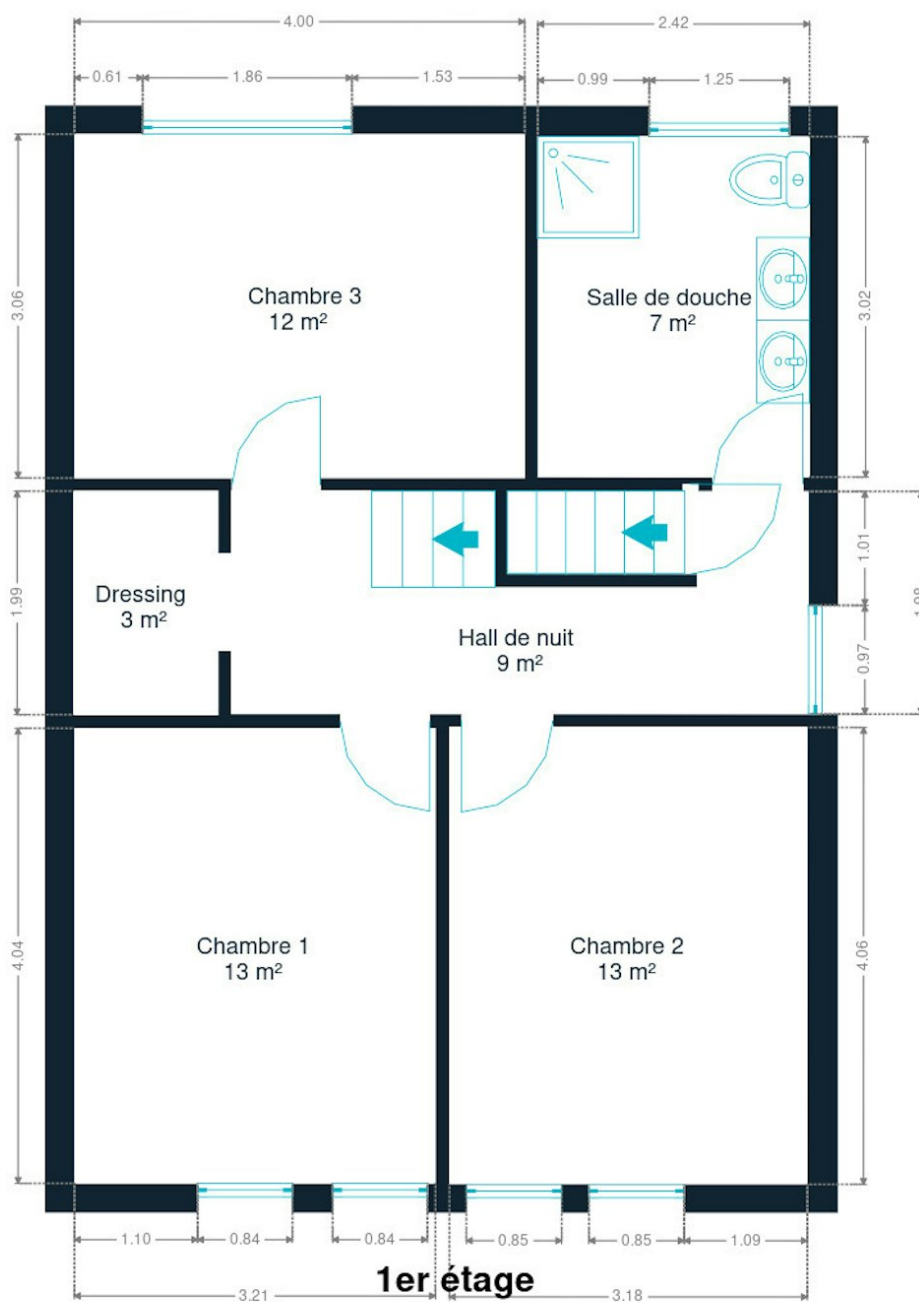 4.00
2.42
0.61
1.86
1.53
0.99
1.25
3.06
Chambre 3
12 m²
Salle de douche
7 m²
3.02
1.99
Dressing
3 m²
Hall de nuit
9 m²
1.01
0.97
1.98
4.04
Chambre 1
13 m²
Chambre 2
13 m²
4.06
1.10
0.84
0.84
0.85
0.85
1.09
1er étage
3.21
3.18